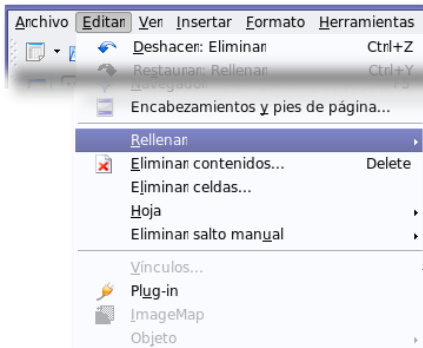 Archivo Editar Ver Insertar Formato Herramientas
Deshacer: Eliminar Ctrl+Z
Restaurar: Rellenar Ctrl+Y
Navegador F5
Encabezamientos y pies de página...
Rellenar
Eliminar contenidos... Delete
Eliminar celdas...
Hoja
Eliminar salto manual
Vínculos...
Plug-in
ImageMap
Objeto